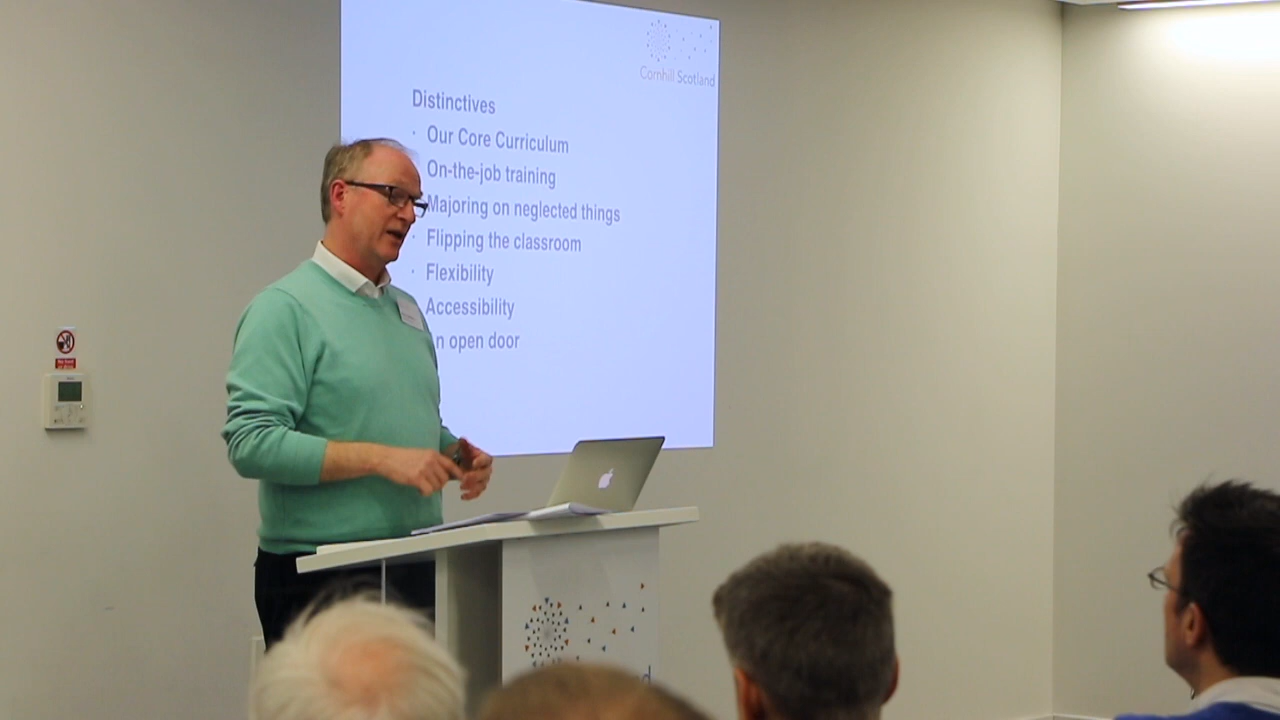 Cornhill Scotland
Distinctives
· Our Core Curriculum
On-the-job training
Majoring on neglected things
· Flipping the classroom
· Flexibility
Accessibility
n open door